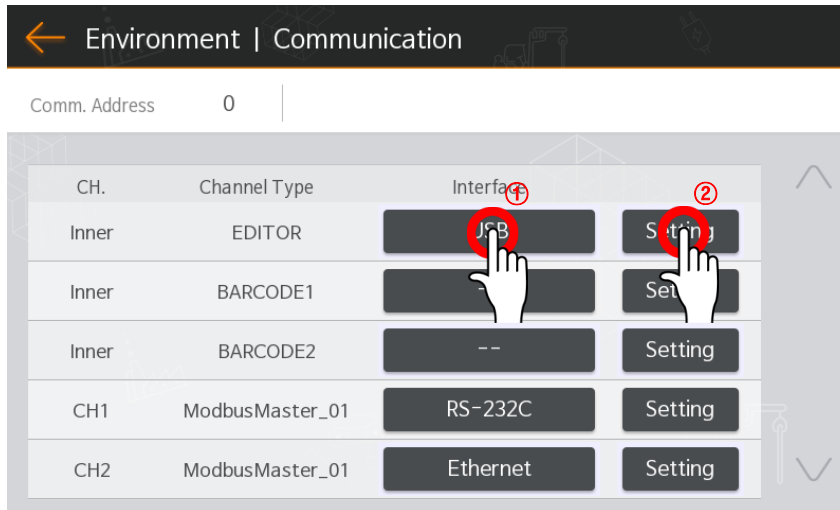 Environment | Communication
Comm. Address 0
CH. Channel Type Interface
① ②
Inner EDITOR USB Setting
Inner BARCODE1
Inner BARCODE2 -- Setting
CH1 ModbusMaster_01 RS-232C Setting
CH2 ModbusMaster_01 Ethernet Setting